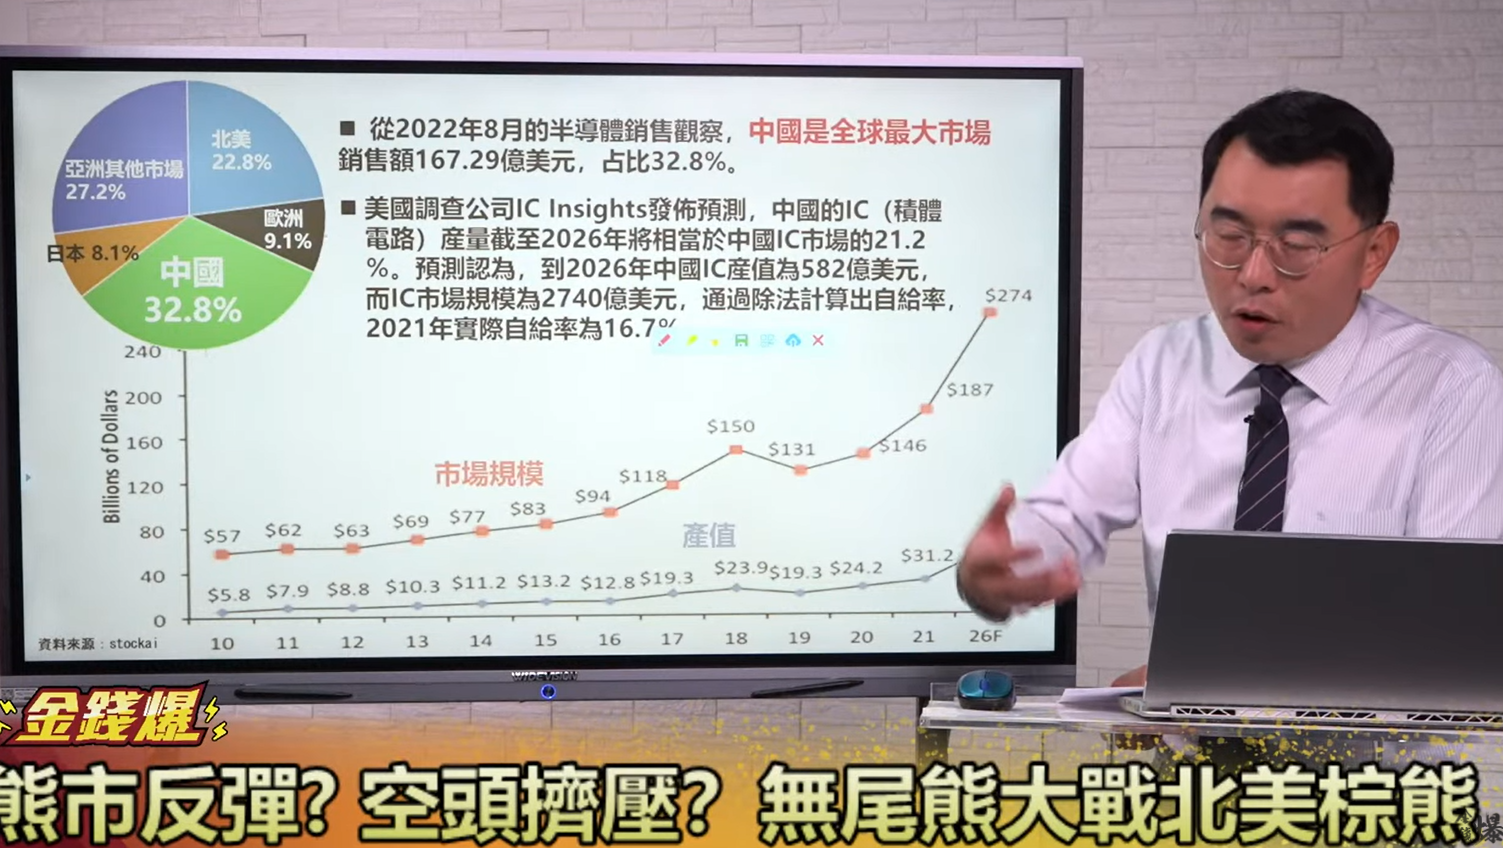 北美
22.8%
亞洲其他市場
27.2%
歐洲
9.1%
日本 8.1%
中國
32.8%
■ 從2022年8月的半導體銷售觀察，中國是全球最大市場
銷售額167.29億美元，占比32.8%。
■ 美國調查公司IC Insights發佈預測，中國的IC（積體
電路）產量截至2026年將相當於中國IC市場的21.2
%。預測認為，到2026年中國IC產值為582億美元，
而IC市場規模為2740億美元，通過除法計算出自給率，
2021年實際自給率為16.7%
Billions of Dollars
240
200
160
120
80
40
0
市場規模
$57 $62 $63 $69 $77 $83 $94 $118 $150 $131 $146 $187 $274
產值
$5.8 $7.9 $8.8 $10.3 $11.2 $13.2 $12.8 $19.3 $23.9 $19.3 $24.2 $31.2
10 11 12 13 14 15 16 17 18 19 20 21 26F
資料來源：stockai
WIDEVISION
金錢爆
熊市反彈? 空頭擠壓? 無尾熊大戰北美棕熊